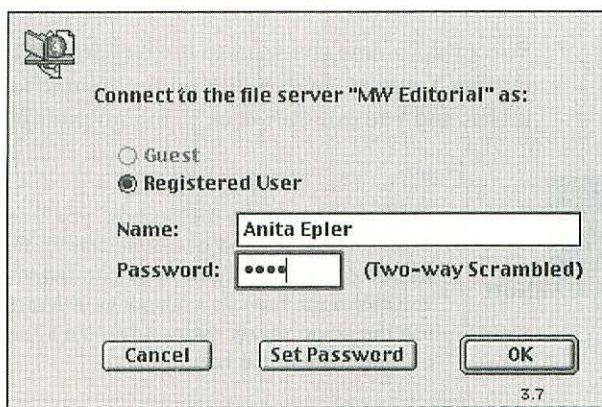 Connect to the file server "MW Editorial" as:
Guest
Registered User
Name: Anita Epler
Password: •••• (Two-way Scrambled)
Cancel Set Password OK
3.7